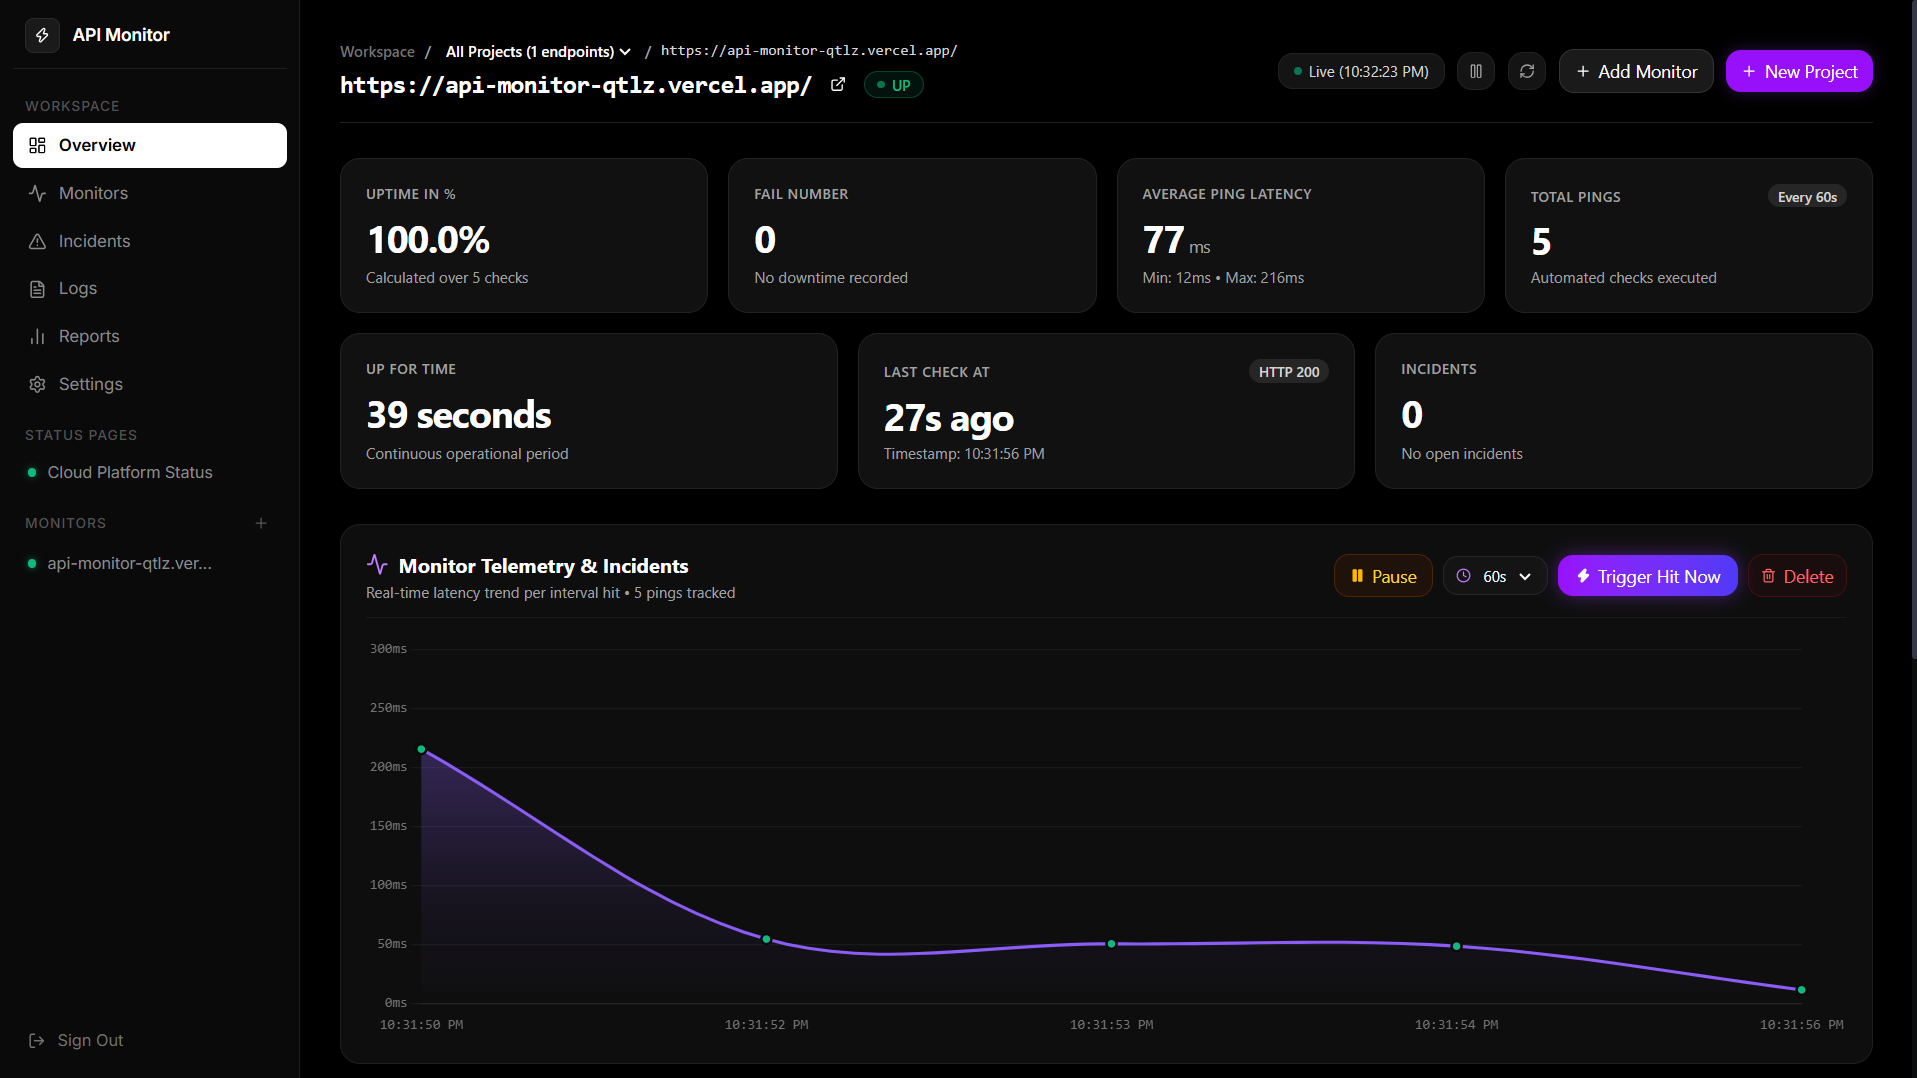 API Monitor
WORKSPACE
Overview
Monitors
Incidents
Logs
Reports
Settings
STATUS PAGES
Cloud Platform Status
MONITORS +
api-monitor-qtlz.ver...
Sign Out
Workspace / All Projects (1 endpoints) / https://api-monitor-qtlz.vercel.app/
https://api-monitor-qtlz.vercel.app/ UP
Live (10:32:23 PM)
+ Add Monitor
+ New Project
UPTIME IN %
100.0%
Calculated over 5 checks
FAIL NUMBER
0
No downtime recorded
AVERAGE PING LATENCY
77 ms
Min: 12ms • Max: 216ms
TOTAL PINGS Every 60s
5
Automated checks executed
UP FOR TIME
39 seconds
Continuous operational period
LAST CHECK AT HTTP 200
27s ago
Timestamp: 10:31:56 PM
INCIDENTS
0
No open incidents
Monitor Telemetry & Incidents
Real-time latency trend per interval hit • 5 pings tracked
Pause
60s
Trigger Hit Now
Delete
300ms
250ms
200ms
150ms
100ms
50ms
0ms
10:31:50 PM 10:31:52 PM 10:31:53 PM 10:31:54 PM 10:31:56 PM